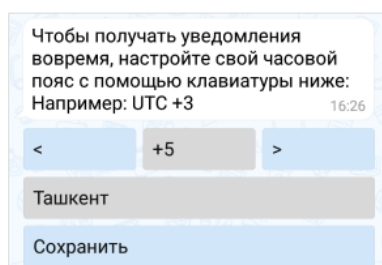 Чтобы получать уведомления
вовремя, настройте свой часовой
пояс с помощью клавиатуры ниже:
Например: UTC +3 16:26
< +5 >
Ташкент
Сохранить